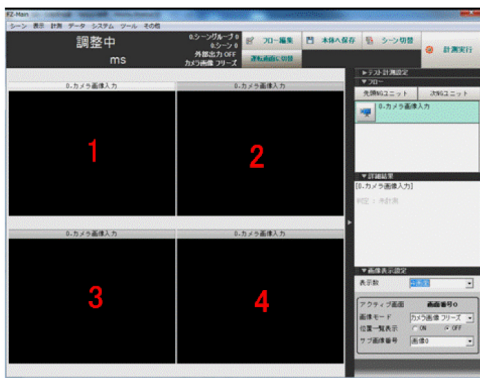 FZ-Main
シーン 表示 計測 データ システム ツール その他
調整中
ms
0.シーングループ 0
0.シーン 0
外部出力 OFF
カメラ画像 フリーズ
フロー編集
本体へ保存
シーン切替
運転画面に切替
計測実行
0.カメラ画像入力
0.カメラ画像入力
1
2
0.カメラ画像入力
0.カメラ画像入力
3
4
▶テスト計測設定
▼フロー
先頭NGユニット
次NGユニット
0.カメラ画像入力
▼詳細結果
[0.カメラ画像入力]
判定 : 未計測
▼画像表示設定
表示数
4画面
アクティブ画面
画面番号0
画像モード
カメラ画像 フリーズ
位置一覧表示
ON
OFF
サブ画像番号
画像0